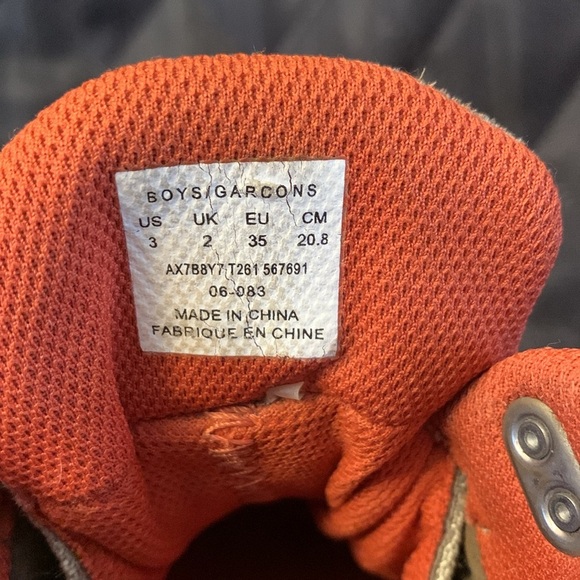 BOYS/GARCONS
US UK EU CM
3 2 35 20.8
AX7B8Y7 T261 567691
06-083
MADE IN CHINA
FABRIQUE EN CHINE